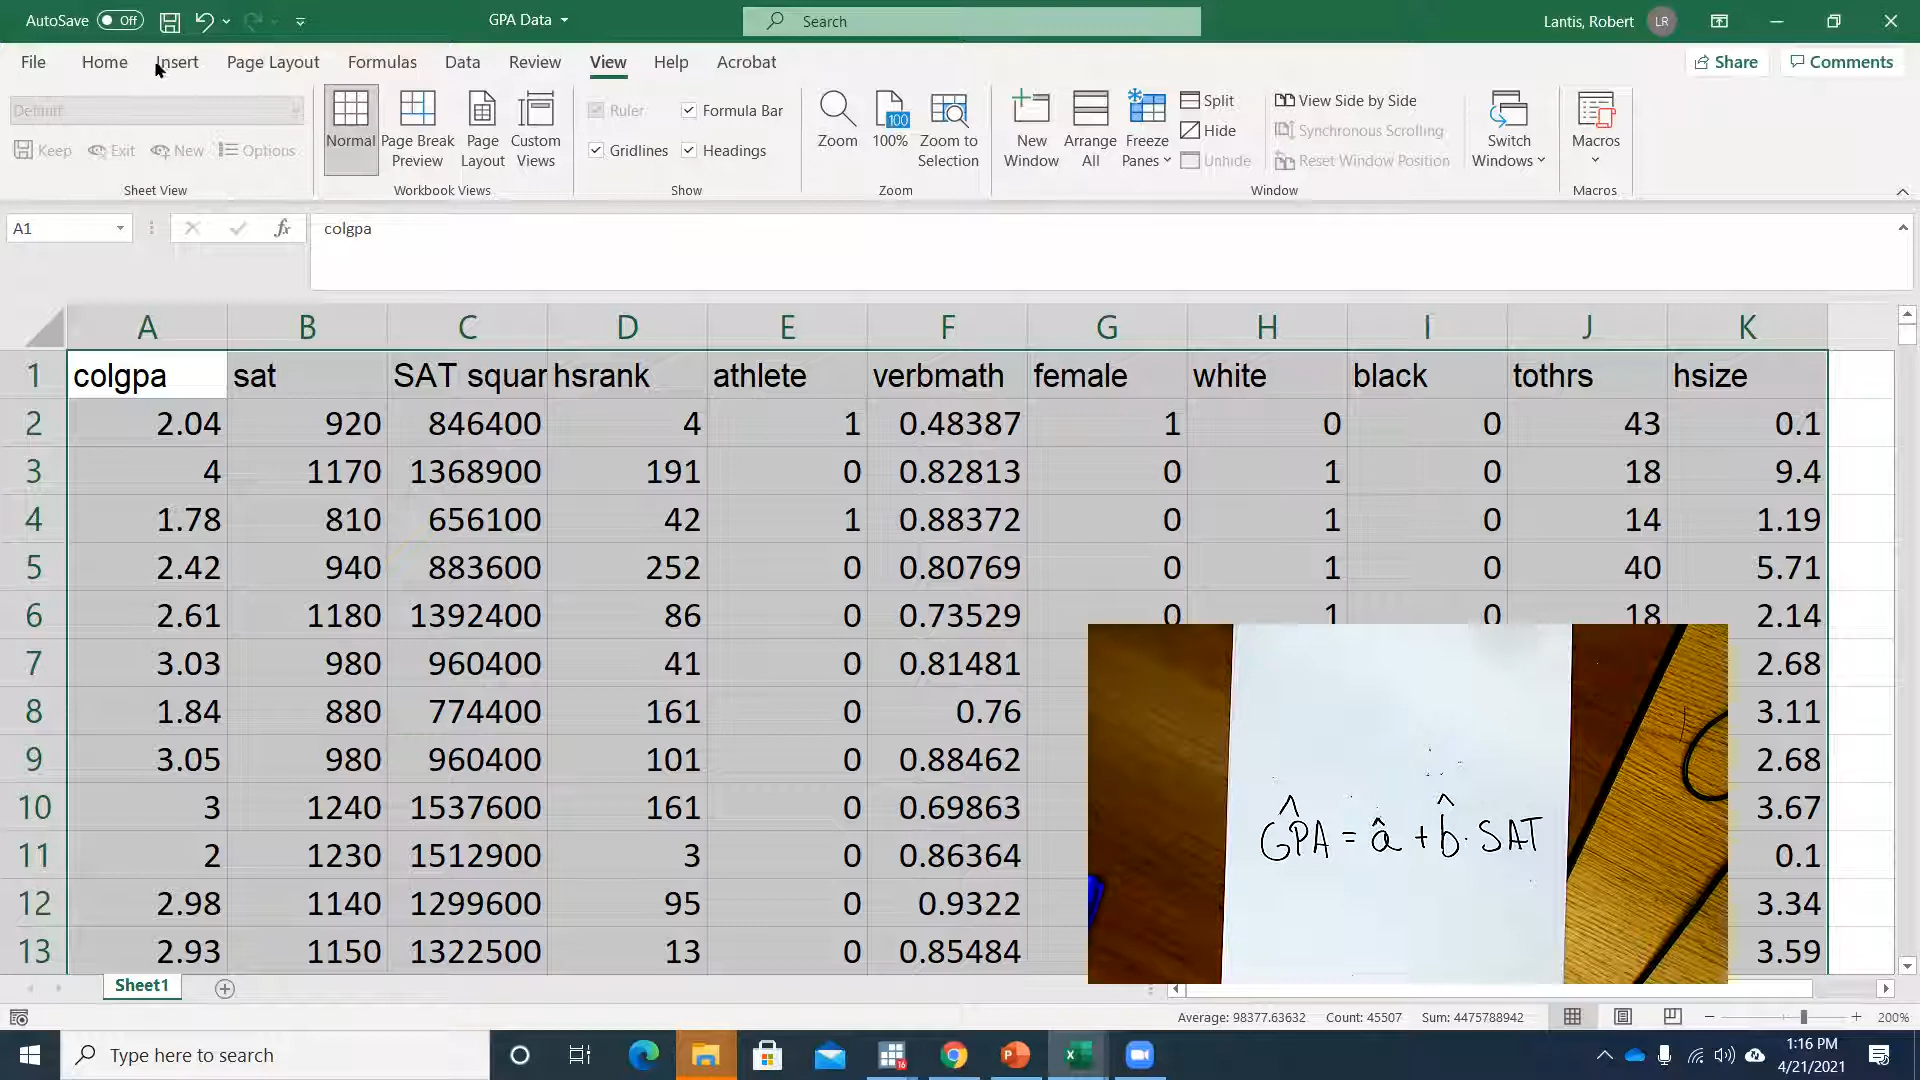 AutoSave Off GPA Data Search Lantis, Robert LR
File Home Insert Page Layout Formulas Data Review View Help Acrobat Share Comments
Default
Keep Exit New Options
Sheet View
Normal Page Break Preview Page Layout Custom Views
Workbook Views
Ruler Formula Bar
Gridlines Headings
Show
Zoom 100 100% Zoom to Selection
Zoom
New Window Arrange All Freeze Panes
Split
Hide
Unhide
View Side by Side
Synchronous Scrolling
Reset Window Position
Switch Windows
Window
Macros
Macros
A1 fx colgpa
A B C D E F G H I J K
1 colgpa sat SAT squar hsrank athlete verbmath female white black tothrs hsize
2 2.04 920 846400 4 1 0.48387 1 0 0 43 0.1
3 4 1170 1368900 191 0 0.82813 0 1 0 18 9.4
4 1.78 810 656100 42 1 0.88372 0 1 0 14 1.19
5 2.42 940 883600 252 0 0.80769 0 1 0 40 5.71
6 2.61 1180 1392400 86 0 0.73529 0 1 0 18 2.14
7 3.03 980 960400 41 0 0.81481 2.68
8 1.84 880 774400 161 0 0.76 3.11
9 3.05 980 960400 101 0 0.88462 2.68
10 3 1240 1537600 161 0 0.69863 3.67
11 2 1230 1512900 3 0 0.86364 0.1
12 2.98 1140 1299600 95 0 0.9322 3.34
13 2.93 1150 1322500 13 0 0.85484 3.59
GPÂ = â + b̂ · SAT
Sheet1
Average: 98377.63632 Count: 45507 Sum: 4475788942 200%
Type here to search 16 1:16 PM
4/21/2021